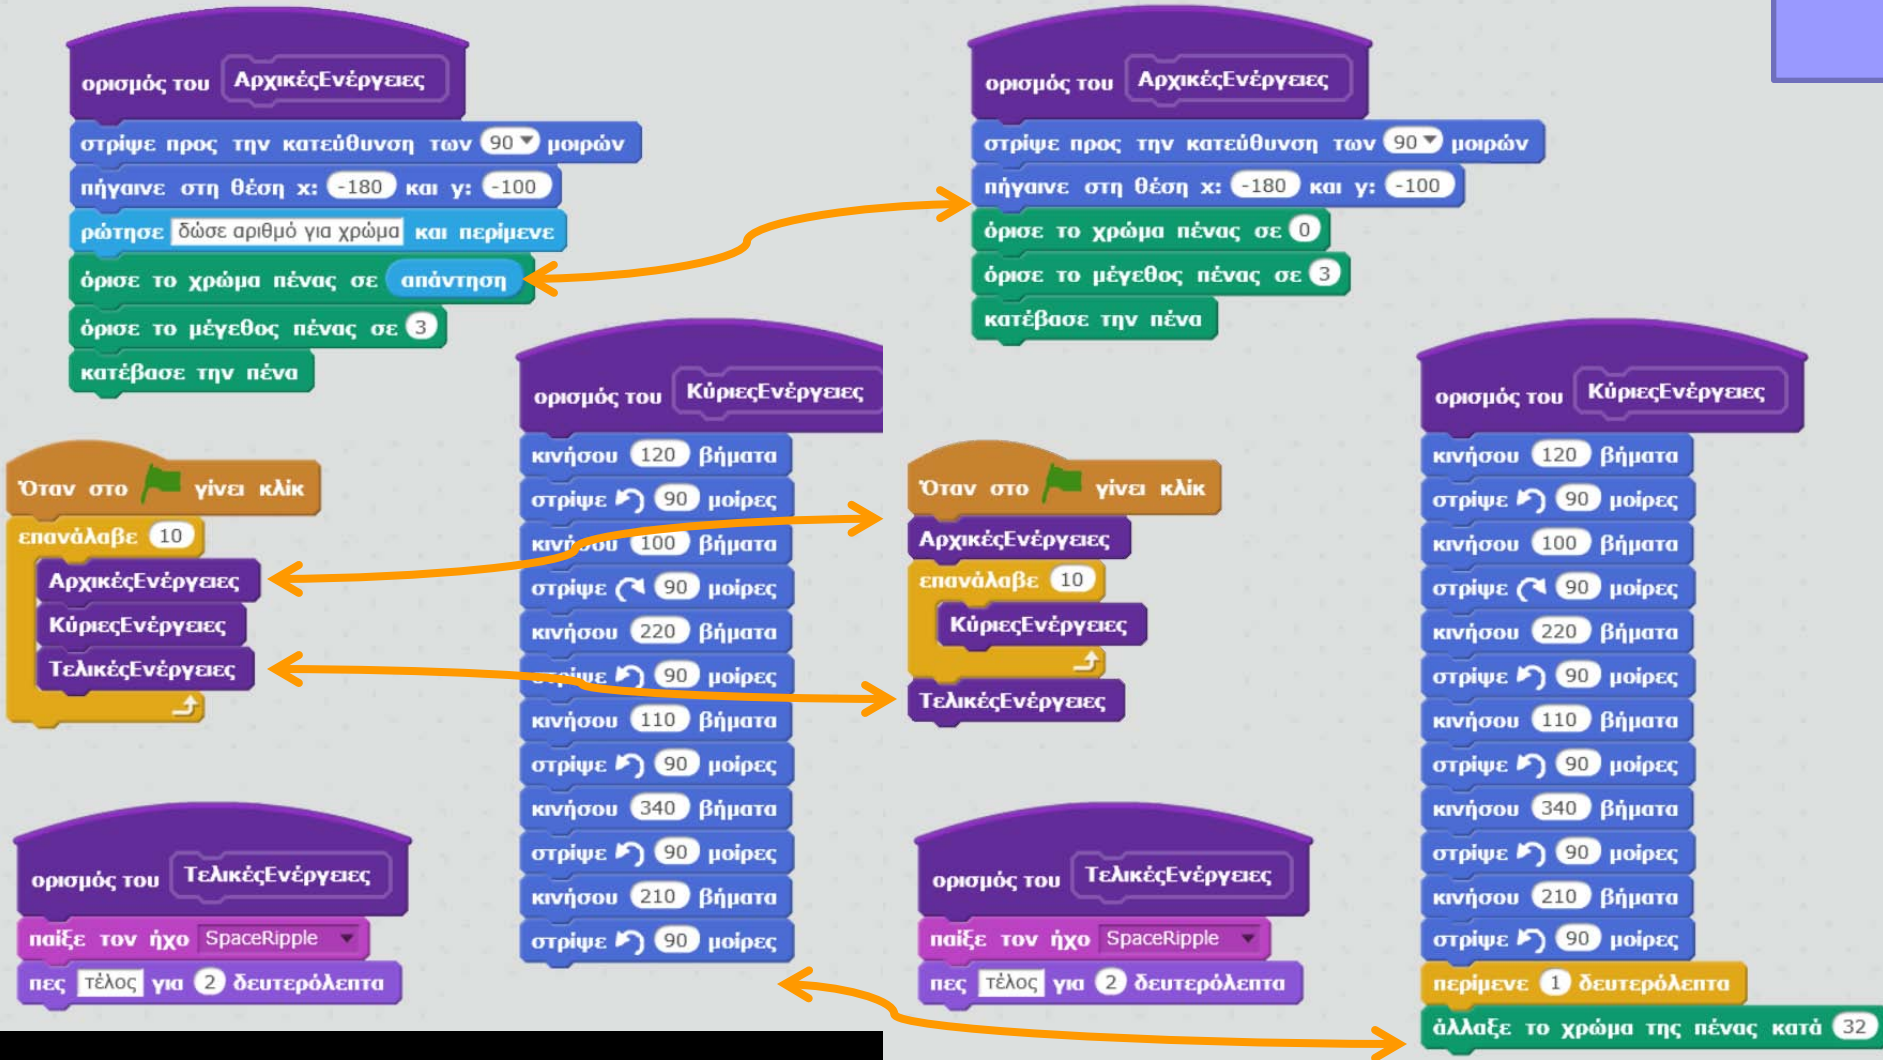 ορισμός του ΑρχικέςΕνέργειες
στρίψε προς την κατεύθυνση των 90 μοιρών
πήγαινε στη θέση x: -180 και y: -100
ρώτησε δώσε αριθμό για χρώμα και περίμενε
όρισε το χρώμα πένας σε απάντηση
όρισε το μέγεθος πένας σε 3
κατέβασε την πένα
Όταν στο γίνει κλίκ
επανάλαβε 10
ΑρχικέςΕνέργειες
ΚύριεςΕνέργειες
ΤελικέςΕνέργειες
ορισμός του ΤελικέςΕνέργειες
παίξε τον ήχο SpaceRipple
πες τέλος για 2 δευτερόλεπτα
ορισμός του ΚύριεςΕνέργειες
κινήσου 120 βήματα
στρίψε 90 μοίρες
κινήσου 100 βήματα
στρίψε 90 μοίρες
κινήσου 220 βήματα
στρίψε 90 μοίρες
κινήσου 110 βήματα
στρίψε 90 μοίρες
κινήσου 340 βήματα
στρίψε 90 μοίρες
κινήσου 210 βήματα
στρίψε 90 μοίρες
ορισμός του ΑρχικέςΕνέργειες
στρίψε προς την κατεύθυνση των 90 μοιρών
πήγαινε στη θέση x: -180 και y: -100
όρισε το χρώμα πένας σε 0
όρισε το μέγεθος πένας σε 3
κατέβασε την πένα
Όταν στο γίνει κλίκ
ΑρχικέςΕνέργειες
επανάλαβε 10
ΚύριεςΕνέργειες
ΤελικέςΕνέργειες
ορισμός του ΤελικέςΕνέργειες
παίξε τον ήχο SpaceRipple
πες τέλος για 2 δευτερόλεπτα
ορισμός του ΚύριεςΕνέργειες
κινήσου 120 βήματα
στρίψε 90 μοίρες
κινήσου 100 βήματα
στρίψε 90 μοίρες
κινήσου 220 βήματα
στρίψε 90 μοίρες
κινήσου 110 βήματα
στρίψε 90 μοίρες
κινήσου 340 βήματα
στρίψε 90 μοίρες
κινήσου 210 βήματα
στρίψε 90 μοίρες
περίμενε 1 δευτερόλεπτα
άλλαξε το χρώμα της πένας κατά 32